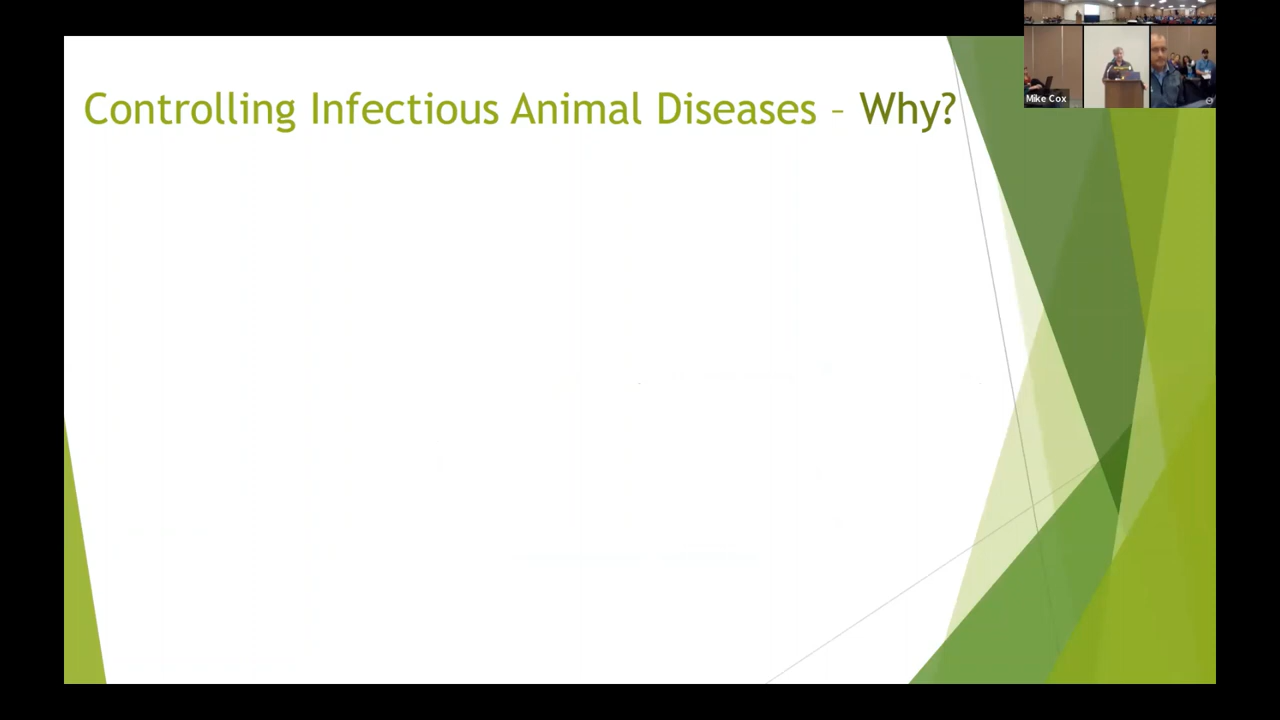 Controlling Infectious Animal Diseases – Why?
Mike Cox